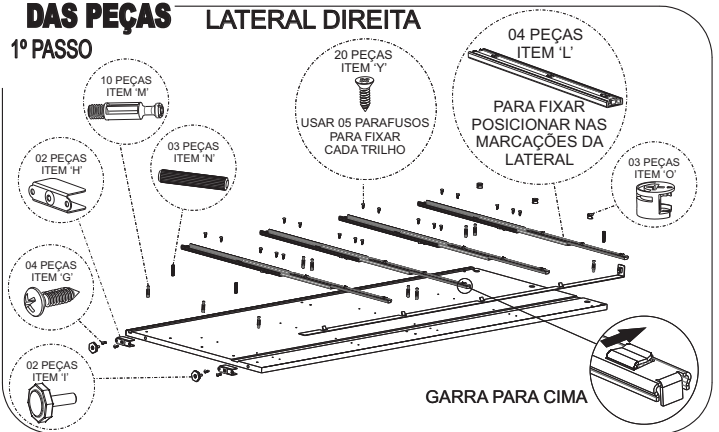 DAS PEÇAS
LATERAL DIREITA
1º PASSO
10 PEÇAS
ITEM 'M'
03 PEÇAS
ITEM 'N'
02 PEÇAS
ITEM 'H'
04 PEÇAS
ITEM 'G'
02 PEÇAS
ITEM 'I'
20 PEÇAS
ITEM 'Y'
USAR 05 PARAFUSOS
PARA FIXAR
CADA TRILHO
04 PEÇAS
ITEM 'L'
PARA FIXAR
POSICIONAR NAS
MARCAÇÕES DA
LATERAL
03 PEÇAS
ITEM 'O'
GARRA PARA CIMA